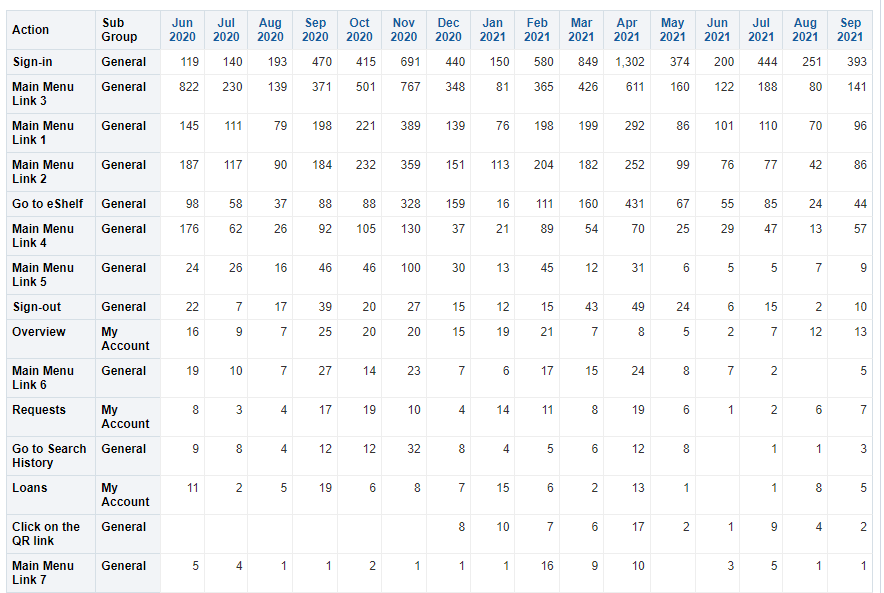 Action Sub Group Jun 2020 Jul 2020 Aug 2020 Sep 2020 Oct 2020 Nov 2020 Dec 2020 Jan 2021 Feb 2021 Mar 2021 Apr 2021 May 2021 Jun 2021 Jul 2021 Aug 2021 Sep 2021
Sign-in General 119 140 193 470 415 691 440 150 580 849 1,302 374 200 444 251 393
Main Menu Link 3 General 822 230 139 371 501 767 348 81 365 426 611 160 122 188 80 141
Main Menu Link 1 General 145 111 79 198 221 389 139 76 198 199 292 86 101 110 70 96
Main Menu Link 2 General 187 117 90 184 232 359 151 113 204 182 252 99 76 77 42 86
Go to eShelf General 98 58 37 88 88 328 159 16 111 160 431 67 55 85 24 44
Main Menu Link 4 General 176 62 26 92 105 130 37 21 89 54 70 25 29 47 13 57
Main Menu Link 5 General 24 26 16 46 46 100 30 13 45 12 31 6 5 5 7 9
Sign-out General 22 7 17 39 20 27 15 12 15 43 49 24 6 15 2 10
Overview My Account 16 9 7 25 20 20 15 19 21 7 8 5 2 7 12 13
Main Menu Link 6 General 19 10 7 27 14 23 7 6 17 15 24 8 7 2 5
Requests My Account 8 3 4 17 19 10 4 14 11 8 19 6 1 2 6 7
Go to Search History General 9 8 4 12 12 32 8 4 5 6 12 8 1 1 3
Loans My Account 11 2 5 19 6 8 7 15 6 2 13 1 1 8 5
Click on the QR link General 8 10 7 6 17 2 1 9 4 2
Main Menu Link 7 General 5 4 1 1 2 1 1 1 16 9 10 3 5 1 1